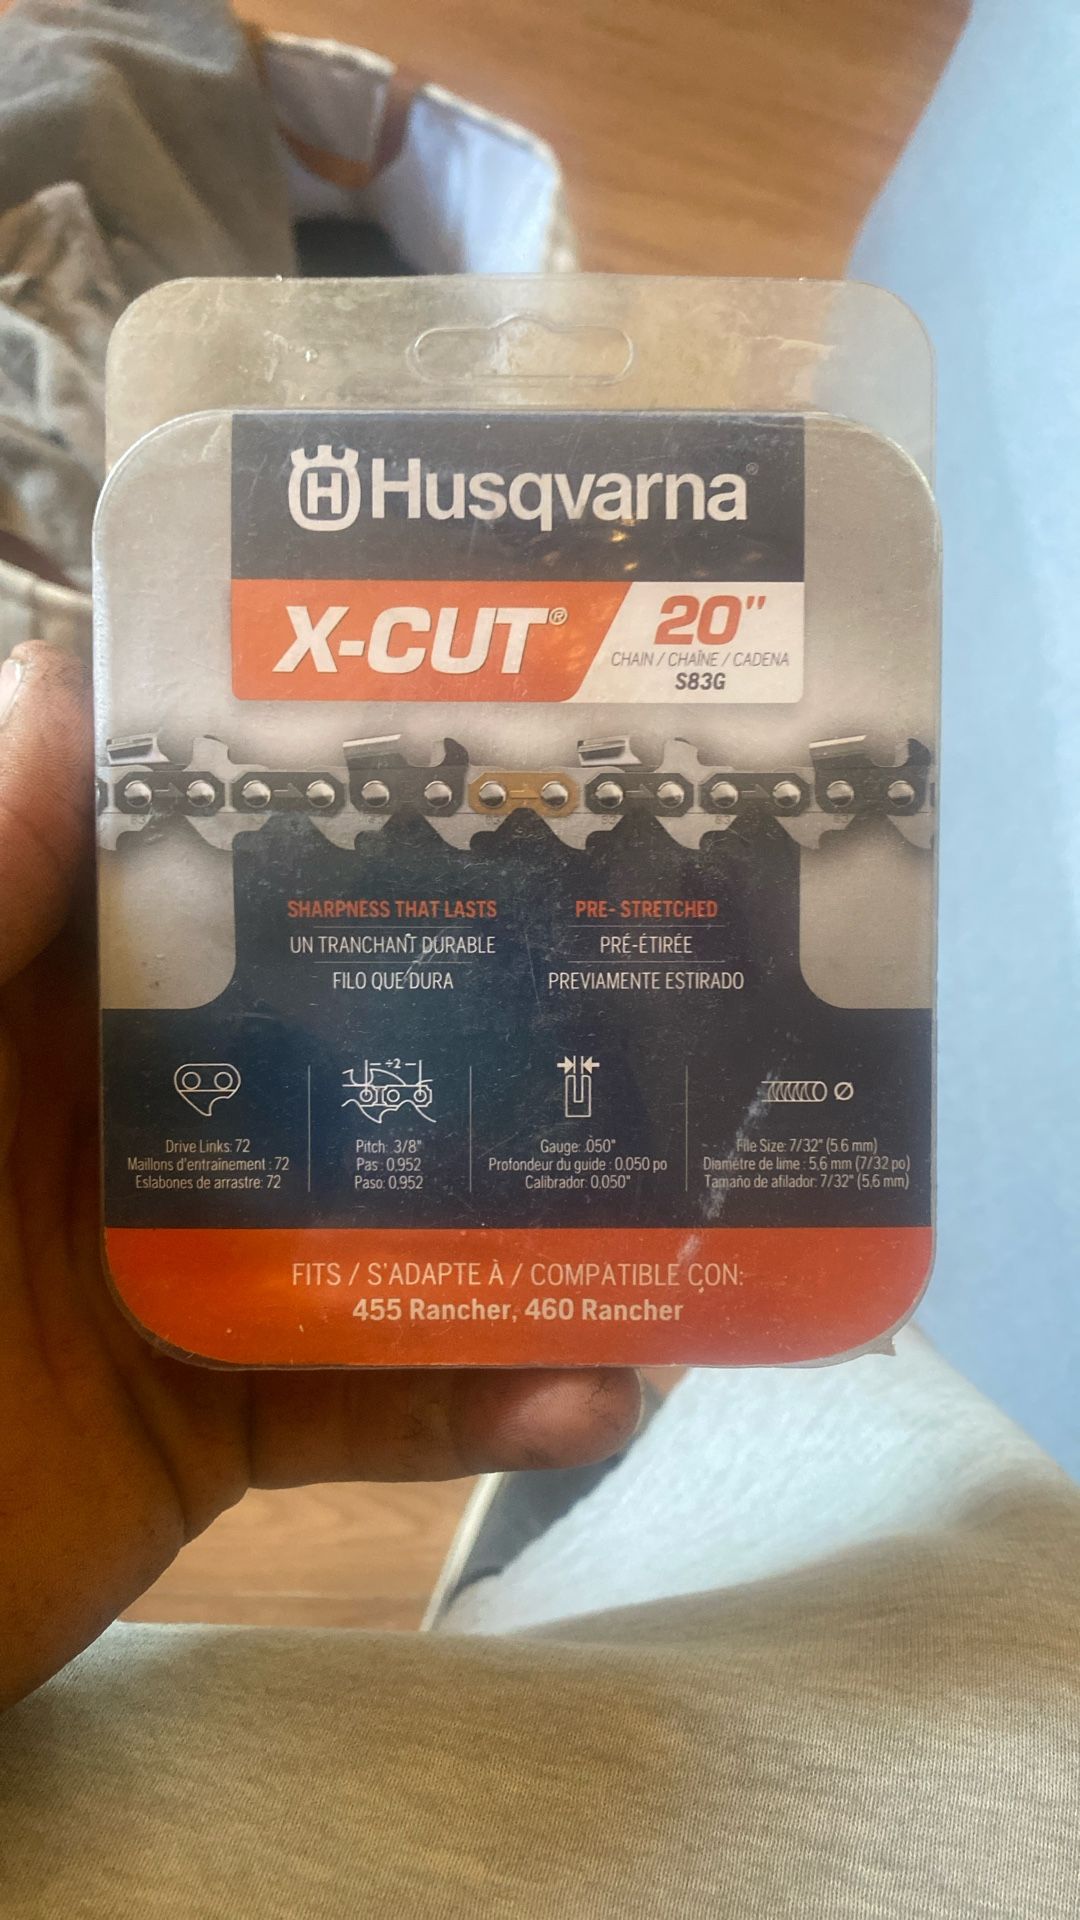 Husqvarna®
X-CUT®
20"
CHAIN / CHAÎNE / CADENA
S83G
SHARPNESS THAT LASTS
UN TRANCHANT DURABLE
FILO QUE DURA
PRE- STRETCHED
PRÉ-ÉTIRÉE
PREVIAMENTE ESTIRADO
÷2
Drive Links: 72
Maillons d'entraînement : 72
Eslabones de arrastre: 72
Pitch: 3/8"
Pas : 0,952
Paso: 0,952
Gauge: .050"
Profondeur du guide : 0,050 po
Calibrador: 0,050"
File Size: 7/32" (5.6 mm)
Diamètre de lime : 5,6 mm (7/32 po)
Tamaño de afilador: 7/32" (5,6 mm)
FITS / S'ADAPTE À / COMPATIBLE CON:
455 Rancher, 460 Rancher